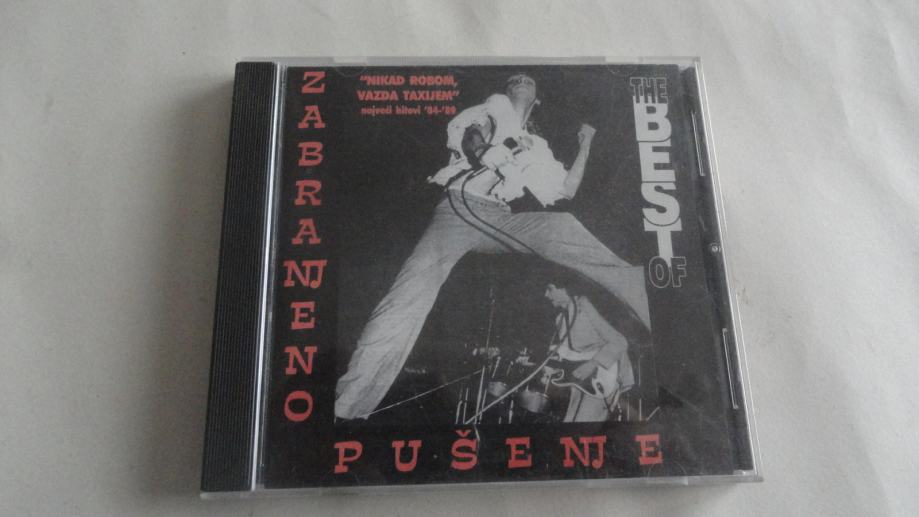 ZABRANJENO
PUŠENJE
"NIKAD ROBOM,
VAZDA TAXIJEM"
najveći hitovi '84-'89
THE
BEST
OF